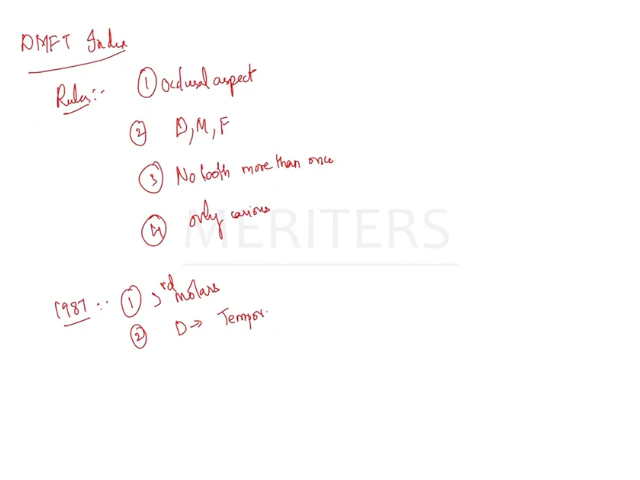 DMFT Index
Rules:- ① Occlusal aspect
② D, M, F
③ No tooth more than once
④ only carious
MERITERS
1987 :- ① 3rd molars
② D → Tempor.